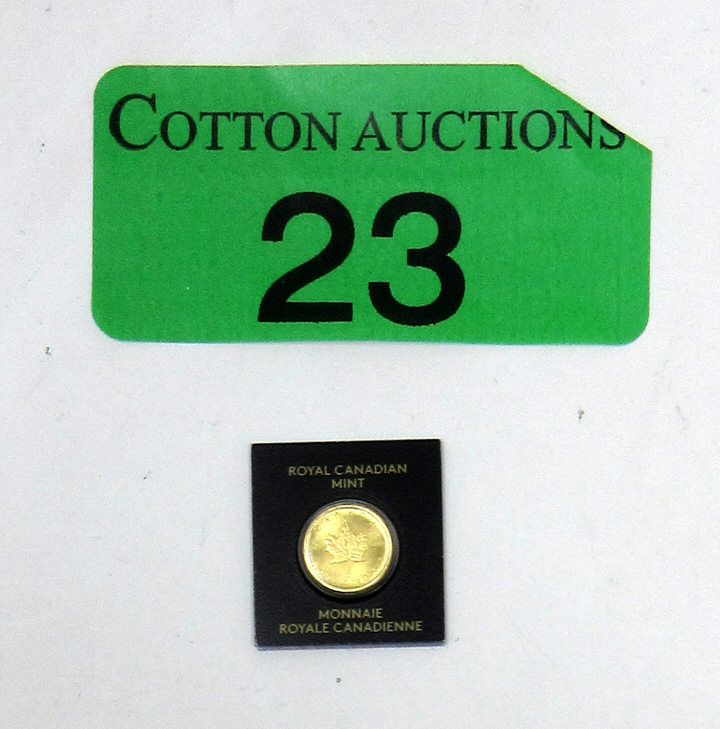 COTTON AUCTIONS
23
ROYAL CANADIAN
MINT
MONNAIE
ROYALE CANADIENNE